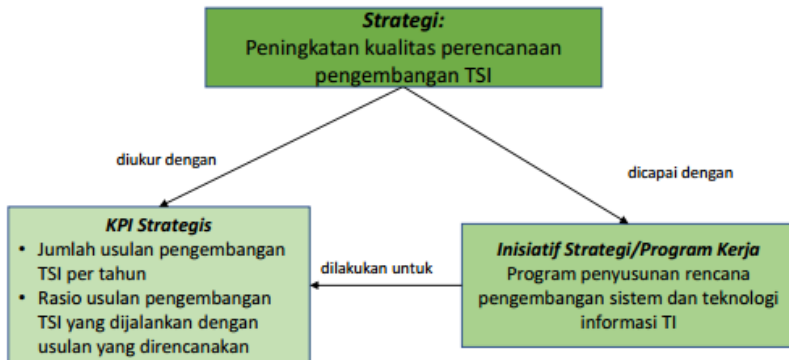 Strategi:
Peningkatan kualitas perencanaan
pengembangan TSI
diukur dengan
dicapai dengan
KPI Strategis
• Jumlah usulan pengembangan
TSI per tahun
• Rasio usulan pengembangan
TSI yang dijalankan dengan
usulan yang direncanakan
dilakukan untuk
Inisiatif Strategi/Program Kerja
Program penyusunan rencana
pengembangan sistem dan teknologi
informasi TI